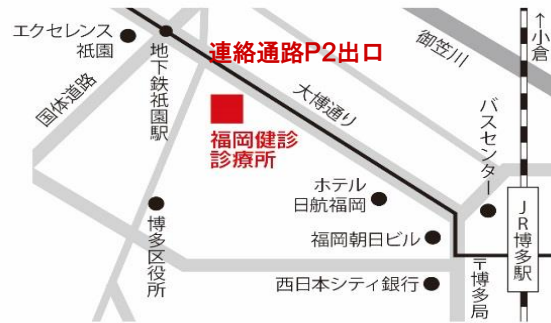 エクセレンス
祇園
地下鉄祇園駅
国体道路
連絡通路P2出口
御笠川
↑小倉
大博通り
バスセンター
福岡健診
診療所
ホテル
日航福岡
博多区役所
福岡朝日ビル
JR博多駅
〒博多局
西日本シティ銀行